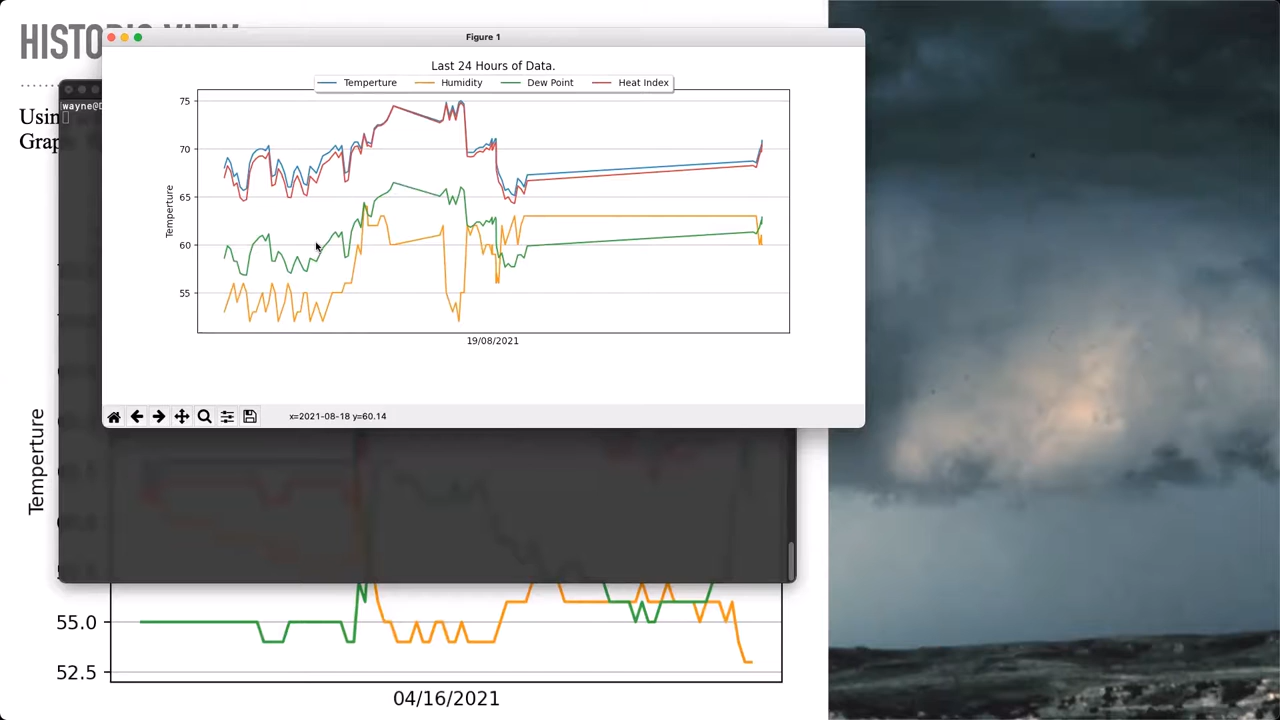 HISTORIC VIEW
Usin
Grap
wayne@D
Figure 1
Last 24 Hours of Data.
Temperture Humidity Dew Point Heat Index
75
70
65
60
55
Temperture
19/08/2021
x=2021-08-18 y=60.14
Temperture
55.0
52.5
04/16/2021